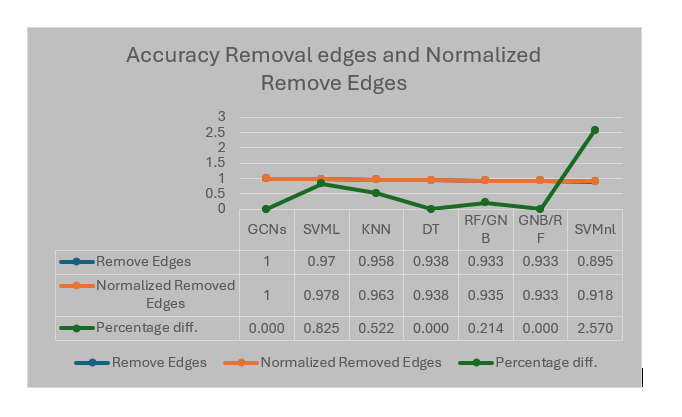 Accuracy Removal edges and Normalized
Remove Edges
3
2.5
2
1.5
1
0.5
0
GCNs SVML KNN DT RF/GN GNB/R SVMnl
B F
Remove Edges 1 0.97 0.958 0.938 0.933 0.933 0.895
Normalized Removed
Edges 1 0.978 0.963 0.938 0.935 0.933 0.918
Percentage diff. 0.000 0.825 0.522 0.000 0.214 0.000 2.570
Remove Edges Normalized Removed Edges Percentage diff.